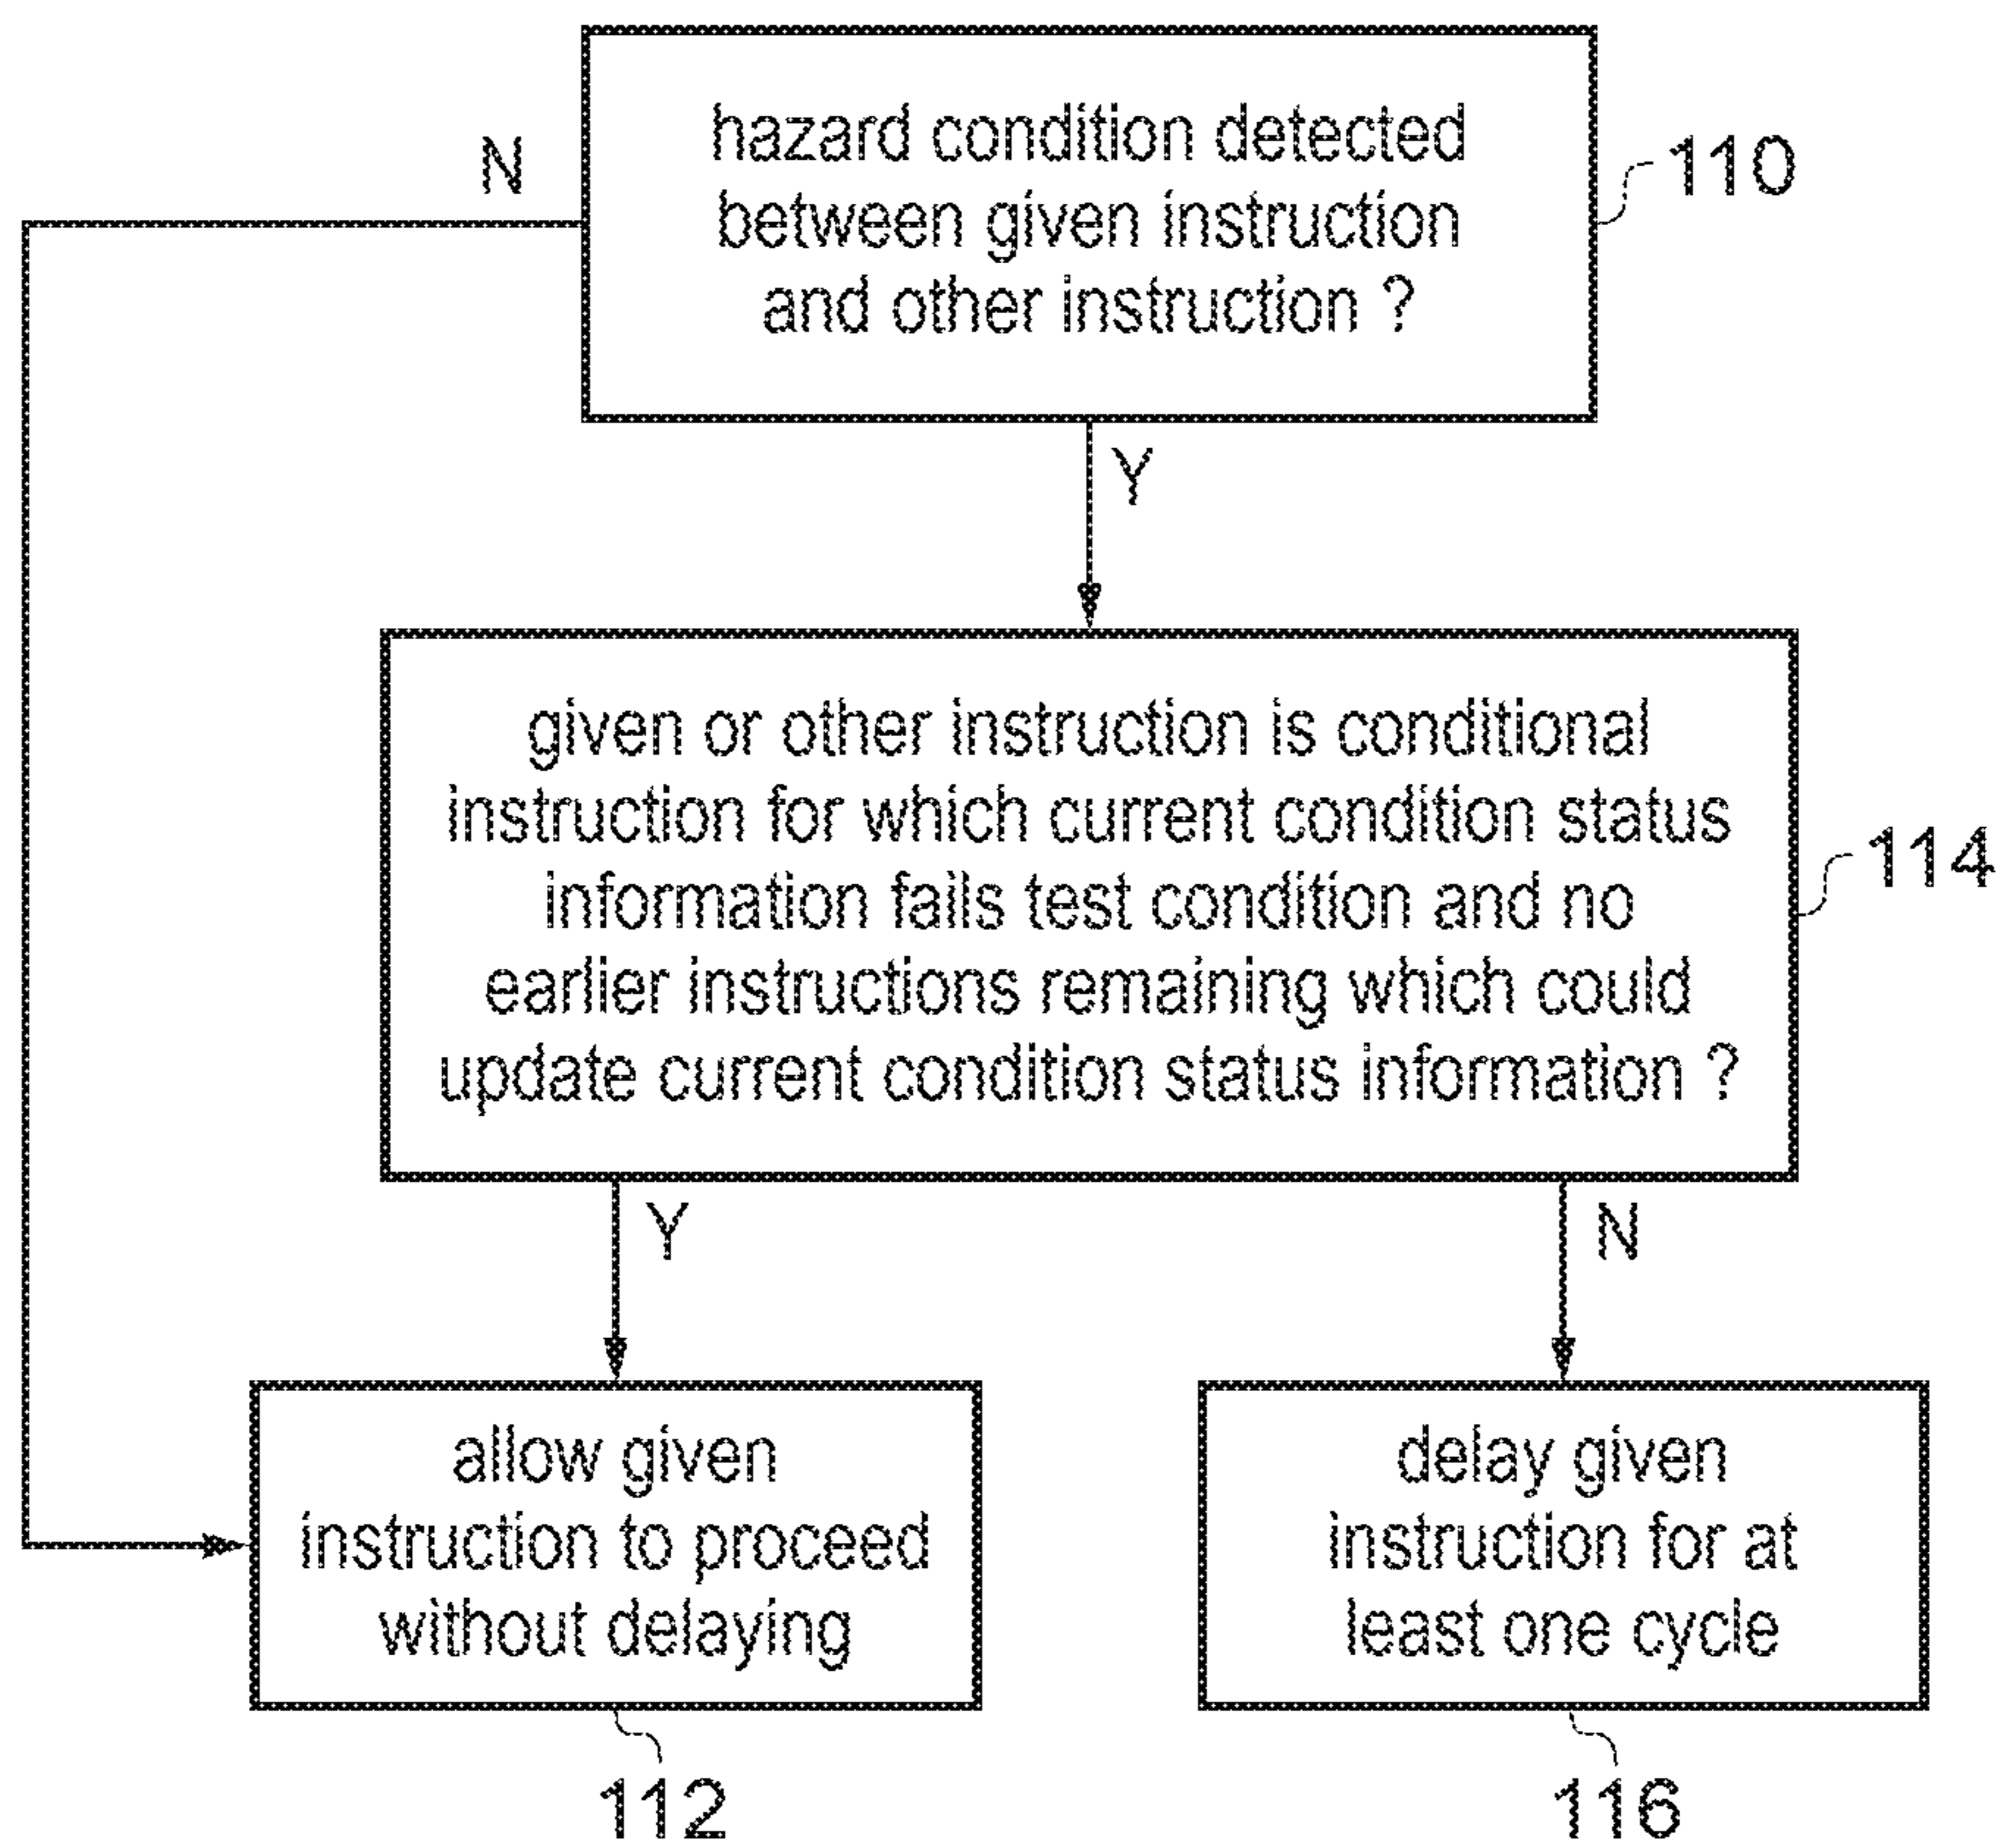 hazard condition detected
between given instruction
and other instruction ?
110
N
Y
given or other instruction is conditional
instruction for which current condition status
information fails test condition and no
earlier instructions remaining which could
update current condition status information ?
114
Y
N
allow given
instruction to proceed
without delaying
112
delay given
instruction for at
least one cycle
116